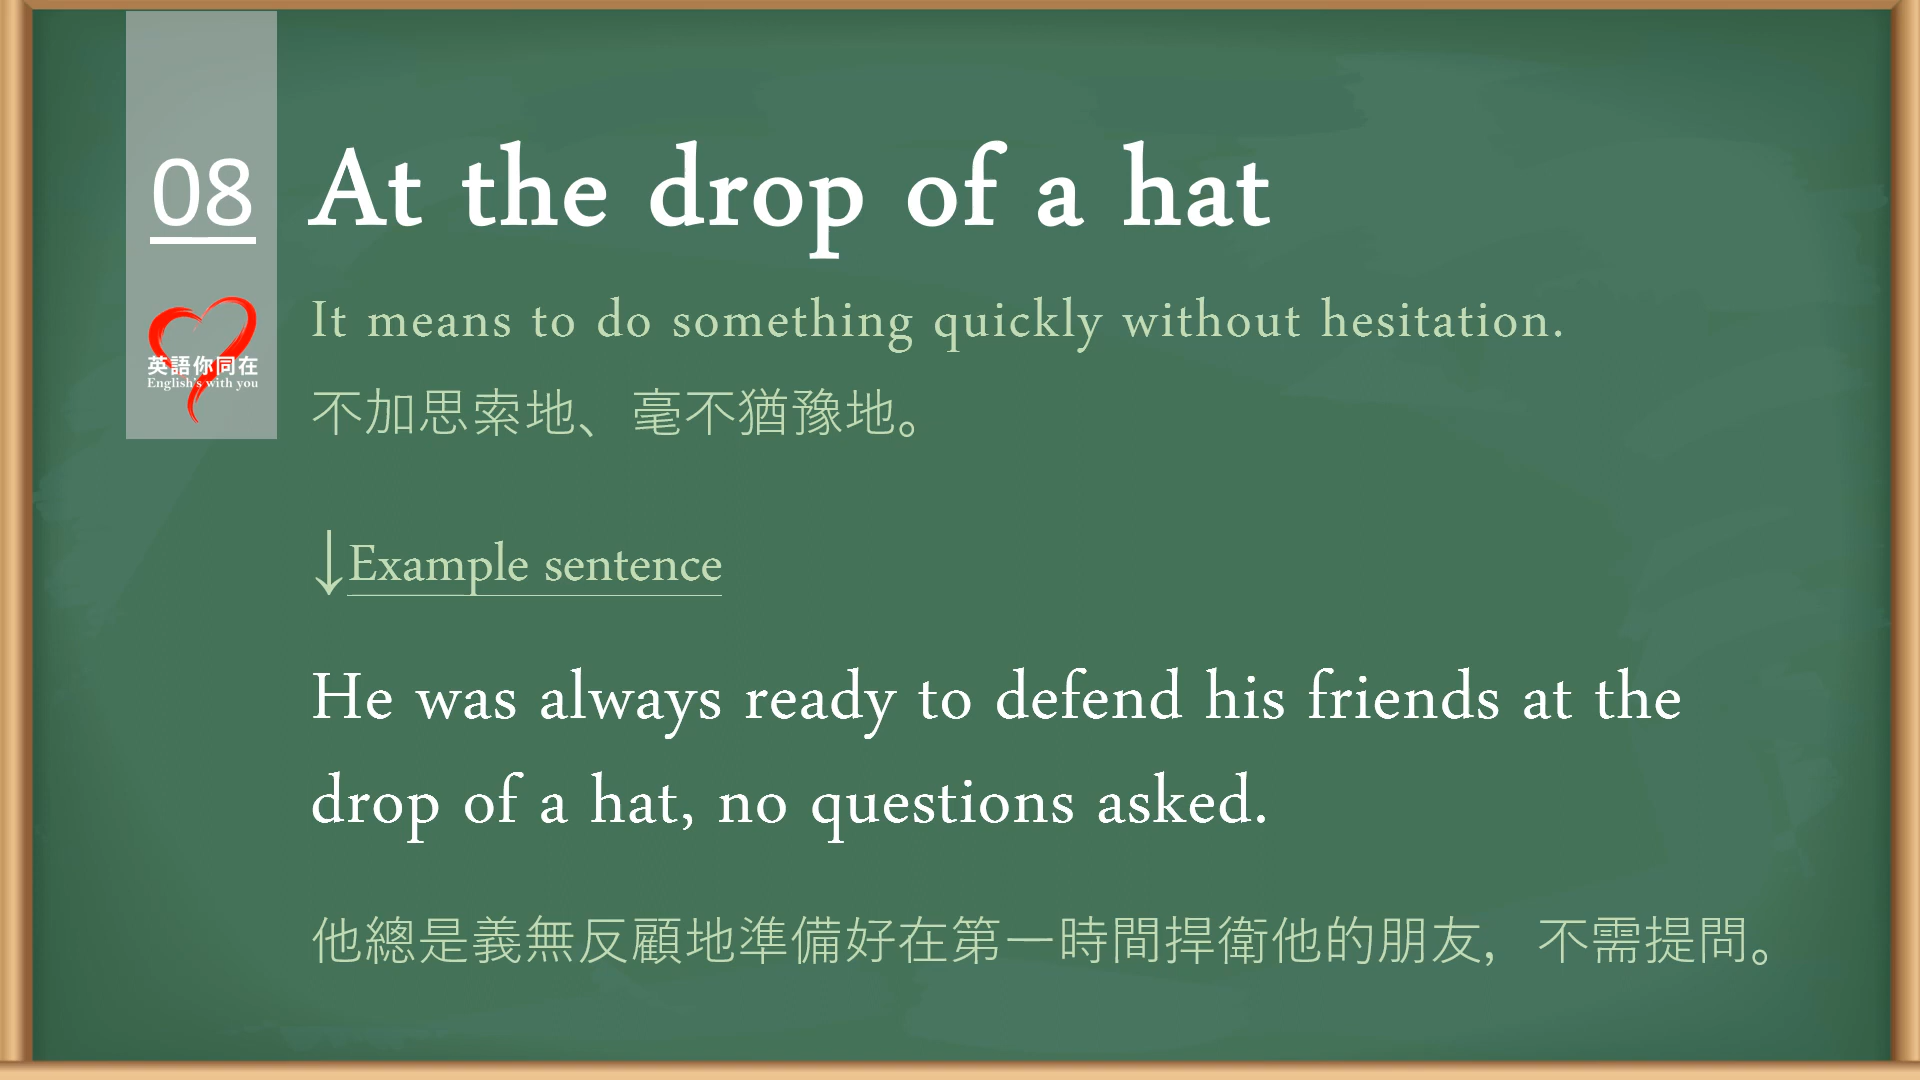 08
At the drop of a hat
英語你同在
English's with you
It means to do something quickly without hesitation.
不加思索地、毫不猶豫地。
↓Example sentence
He was always ready to defend his friends at the
drop of a hat, no questions asked.
他總是義無反顧地準備好在第一時間捍衛他的朋友，不需提問。